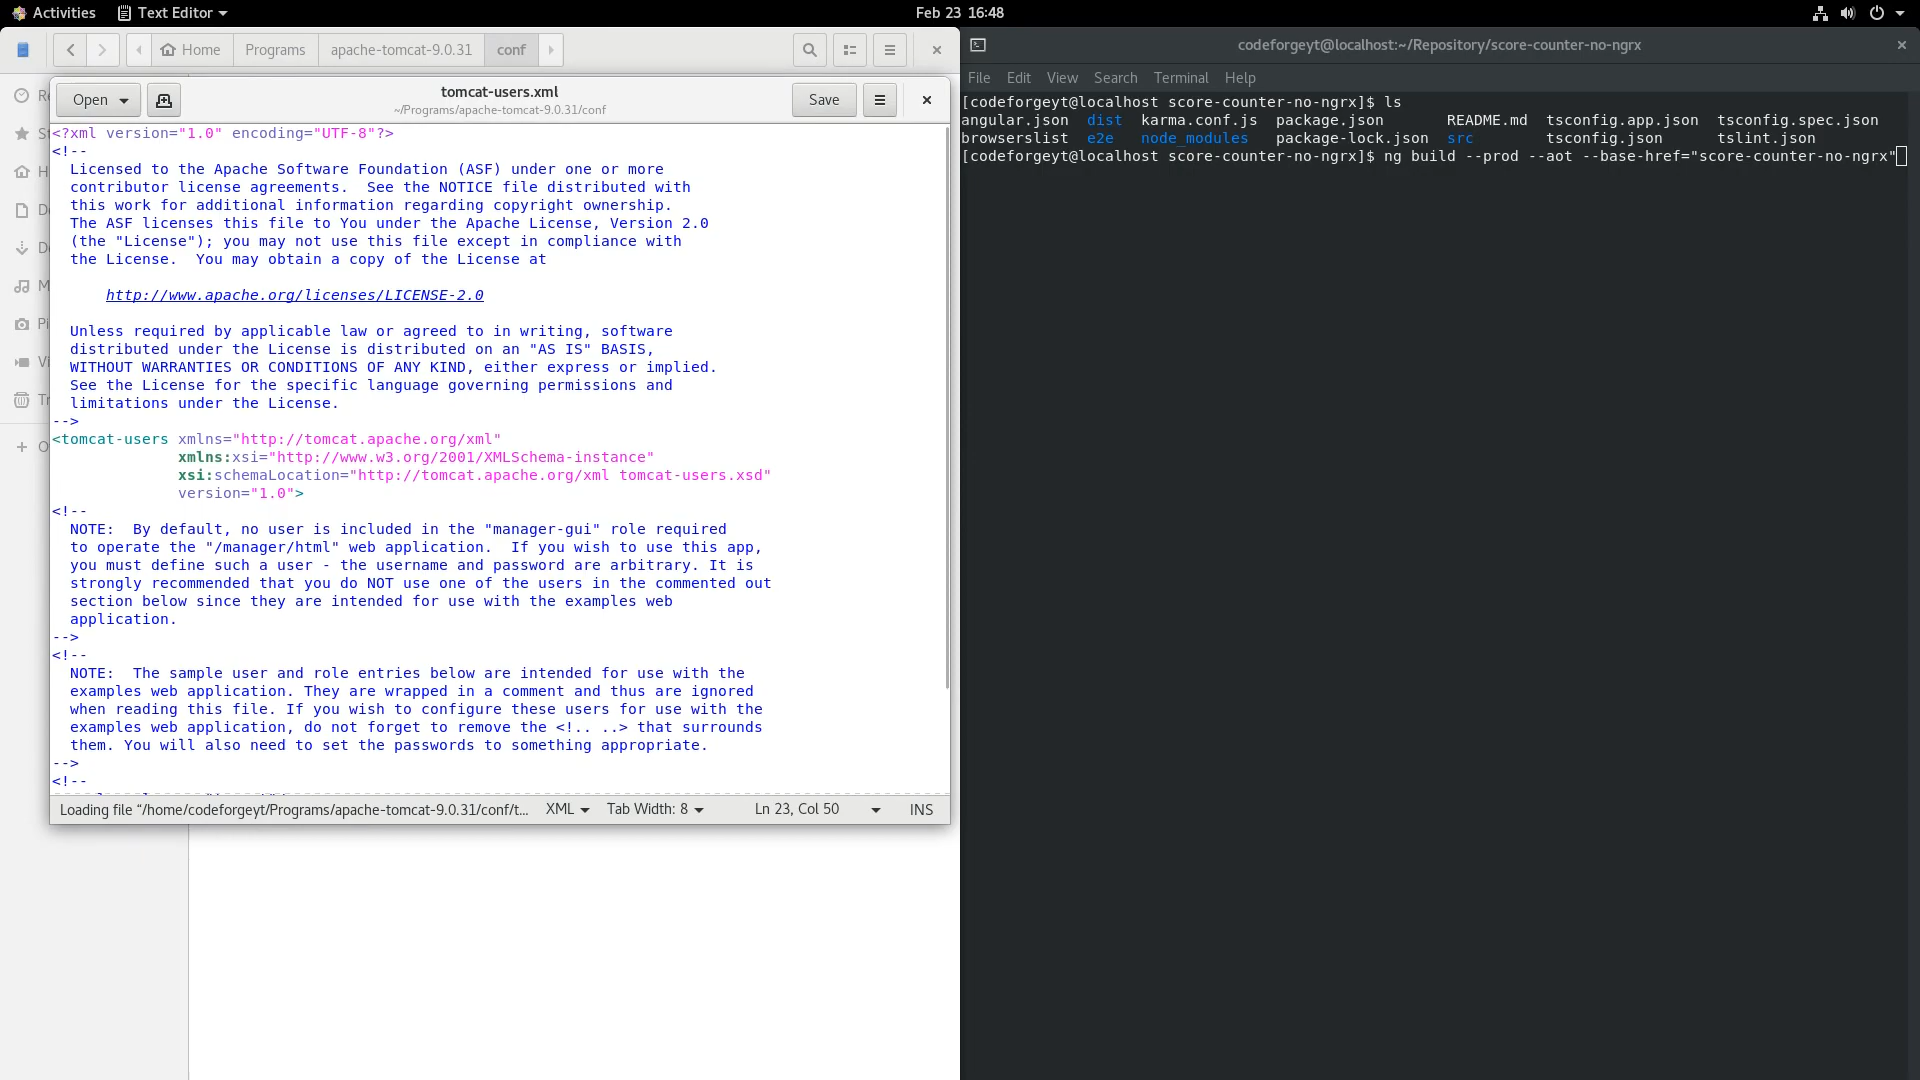 Activities
Text Editor
Feb 23 16:48
Home
Programs
apache-tomcat-9.0.31
conf
Open
tomcat-users.xml
~/Programs/apache-tomcat-9.0.31/conf
Save
<?xml version="1.0" encoding="UTF-8"?>
<!--
  Licensed to the Apache Software Foundation (ASF) under one or more
  contributor license agreements.  See the NOTICE file distributed with
  this work for additional information regarding copyright ownership.
  The ASF licenses this file to You under the Apache License, Version 2.0
  (the "License"); you may not use this file except in compliance with
  the License.  You may obtain a copy of the License at
      http://www.apache.org/licenses/LICENSE-2.0
  Unless required by applicable law or agreed to in writing, software
  distributed under the License is distributed on an "AS IS" BASIS,
  WITHOUT WARRANTIES OR CONDITIONS OF ANY KIND, either express or implied.
  See the License for the specific language governing permissions and
  limitations under the License.
-->
<tomcat-users xmlns="http://tomcat.apache.org/xml"
              xmlns:xsi="http://www.w3.org/2001/XMLSchema-instance"
              xsi:schemaLocation="http://tomcat.apache.org/xml tomcat-users.xsd"
              version="1.0">
<!--
  NOTE:  By default, no user is included in the "manager-gui" role required
  to operate the "/manager/html" web application.  If you wish to use this app,
  you must define such a user - the username and password are arbitrary. It is
  strongly recommended that you do NOT use one of the users in the commented out
  section below since they are intended for use with the examples web
  application.
-->
<!--
  NOTE:  The sample user and role entries below are intended for use with the
  examples web application. They are wrapped in a comment and thus are ignored
  when reading this file. If you wish to configure these users for use with the
  examples web application, do not forget to remove the <!.. ..> that surrounds
  them. You will also need to set the passwords to something appropriate.
-->
<!--
Loading file “/home/codeforgeyt/Programs/apache-tomcat-9.0.31/conf/t...
XML
Tab Width: 8
Ln 23, Col 50
INS
codeforgeyt@localhost:~/Repository/score-counter-no-ngrx
File Edit View Search Terminal Help
[codeforgeyt@localhost score-counter-no-ngrx]$ ls
angular.json  dist  karma.conf.js  package.json       README.md  tsconfig.app.json  tsconfig.spec.json
browserslist  e2e   node_modules   package-lock.json  src        tsconfig.json      tslint.json
[codeforgeyt@localhost score-counter-no-ngrx]$ ng build --prod --aot --base-href="score-counter-no-ngrx"